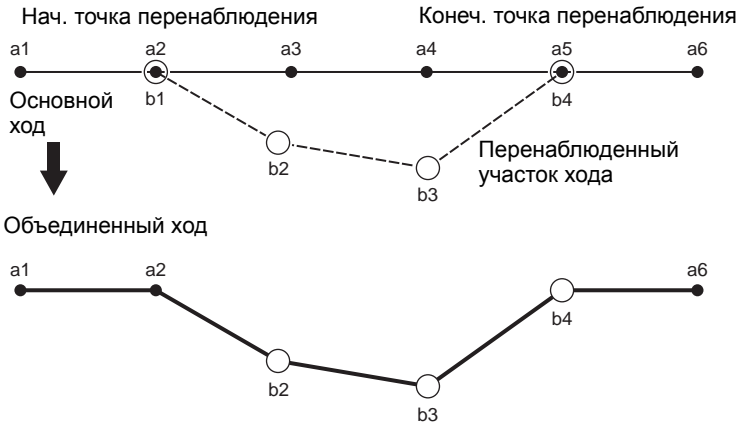 Нач. точка перенаблюдения
Конеч. точка перенаблюдения
a1 a2 a3 a4 a5 a6
Основной
ход
b1
b4
b2
b3
Перенаблюденный
участок хода
Объединенный ход
a1 a2 a6
b4
b2
b3